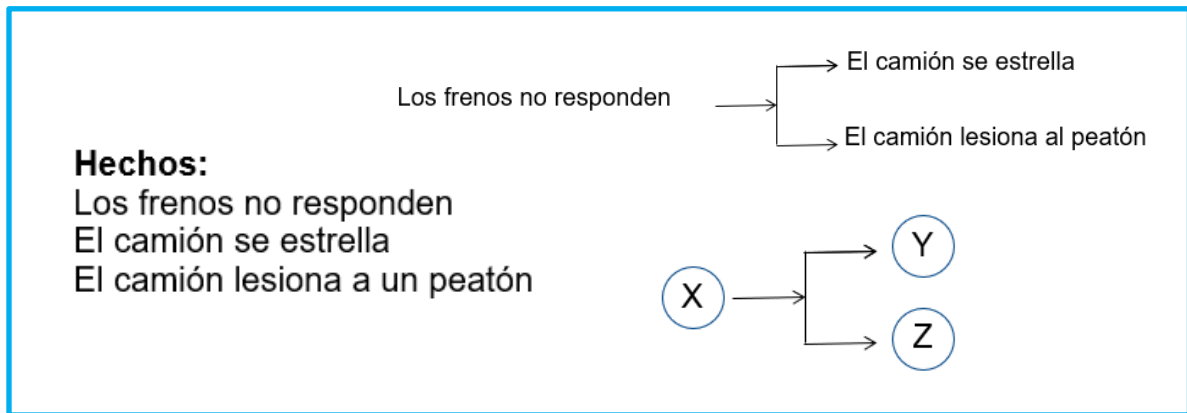 El camión se estrella
Los frenos no responden
El camión lesiona al peatón
Hechos:
Los frenos no responden
El camión se estrella
El camión lesiona a un peatón
Y
X
Z